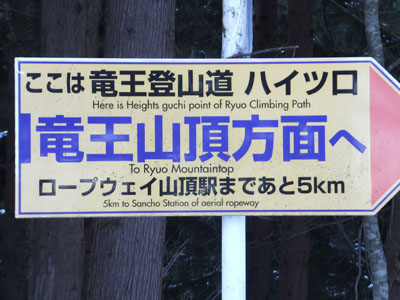 ここは 竜王登山道 ハイツ口
Here is Heights guchi point of Ryuo Climbing Path
竜王山頂方面へ
To Ryuo Mountaintop
ロープウェイ山頂駅まであと5km
5km to Sancho Station of aerial ropeway